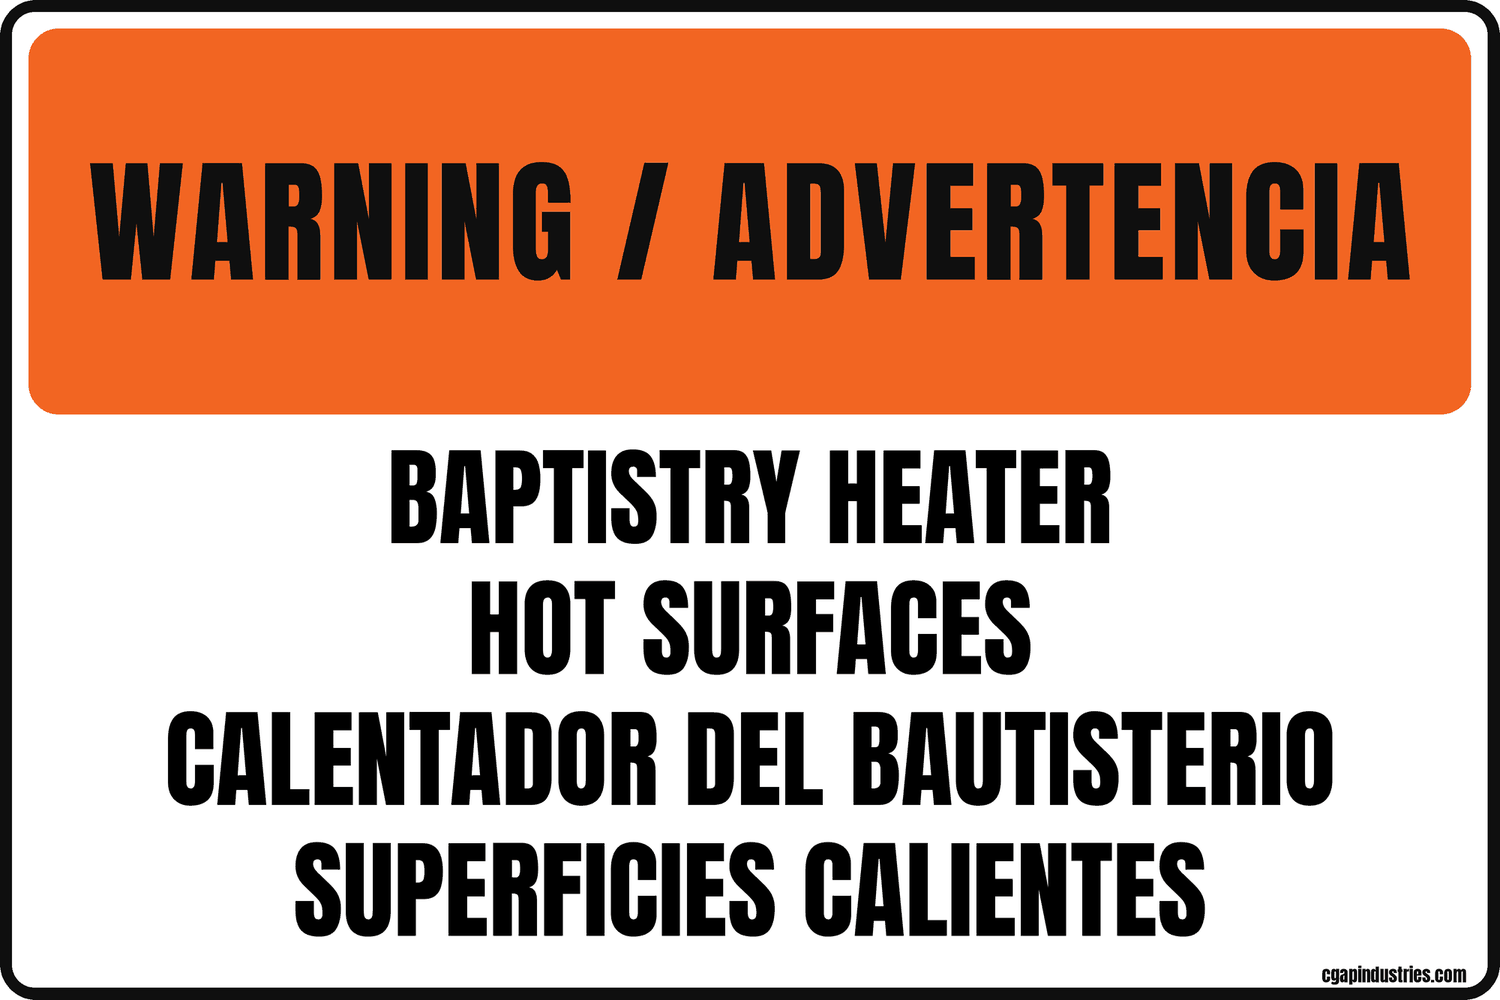 WARNING / ADVERTENCIA
BAPTISTRY HEATER
HOT SURFACES
CALENTADOR DEL BAUTISTERIO
SUPERFICIES CALIENTES
cgapindustries.com